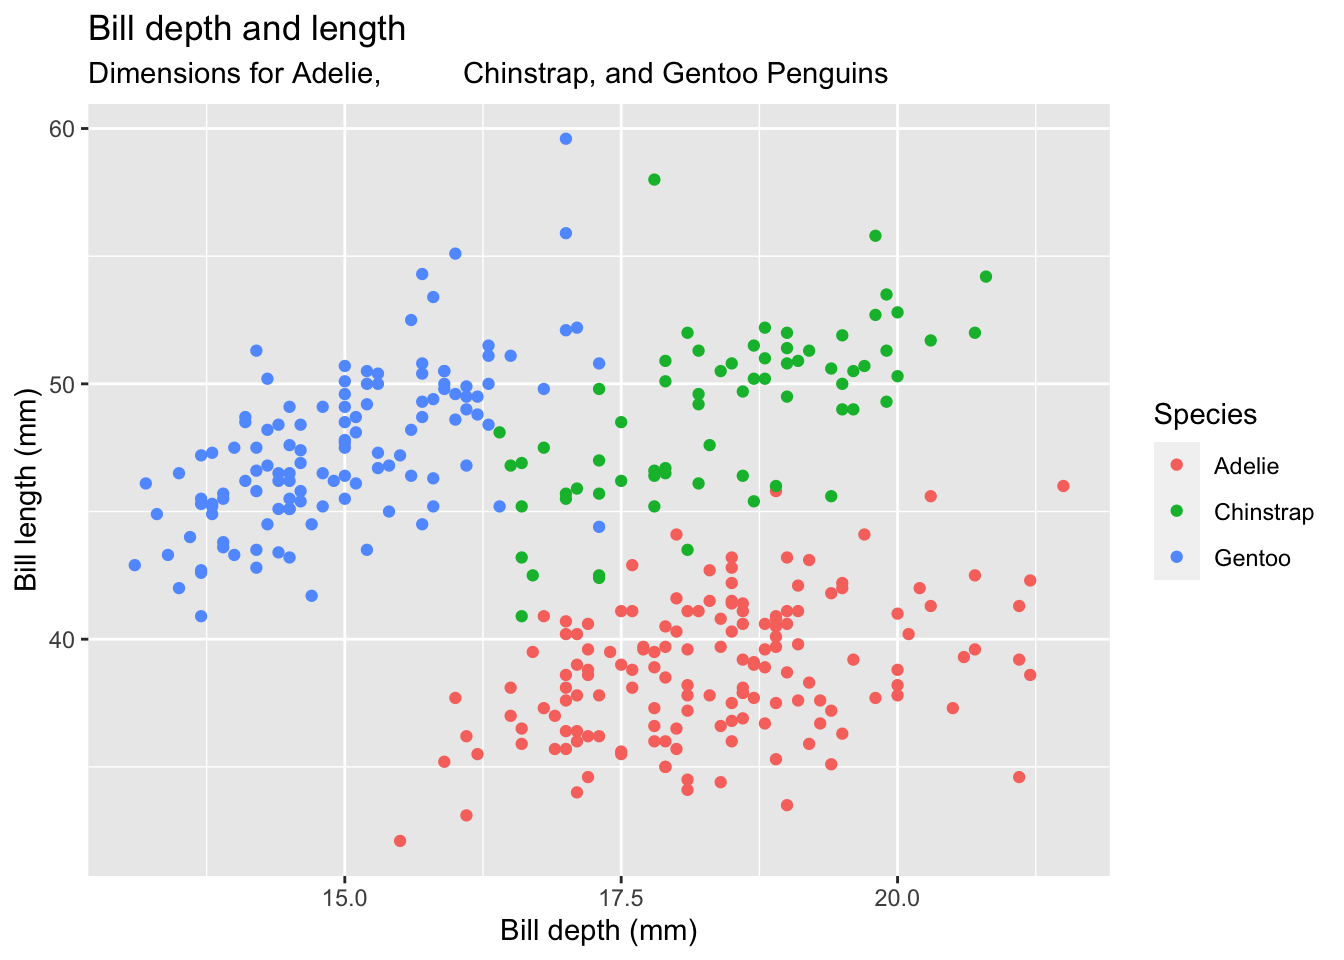 Bill depth and length
Dimensions for Adelie,          Chinstrap, and Gentoo Penguins
60
50
40
Bill length (mm)
15.0 17.5 20.0
Bill depth (mm)
Species
Adelie
Chinstrap
Gentoo